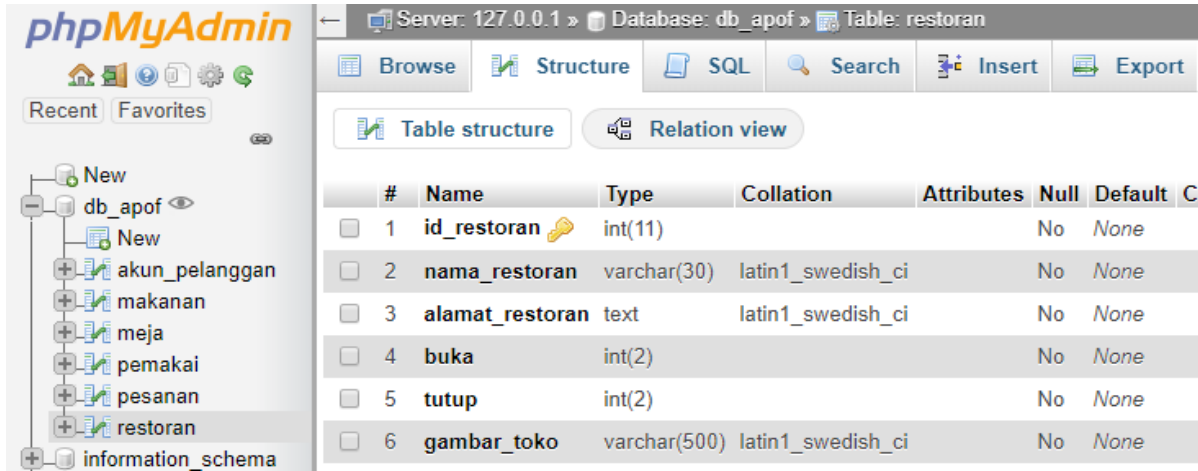 phpMyAdmin
Recent Favorites
New
db_apof
New
akun_pelanggan
makanan
meja
pemakai
pesanan
restoran
information_schema
Server: 127.0.0.1 » Database: db_apof » Table: restoran
Browse Structure SQL Search Insert Export
Table structure Relation view
# Name Type Collation Attributes Null Default C
1 id_restoran int(11) No None
2 nama_restoran varchar(30) latin1_swedish_ci No None
3 alamat_restoran text latin1_swedish_ci No None
4 buka int(2) No None
5 tutup int(2) No None
6 gambar_toko varchar(500) latin1_swedish_ci No None